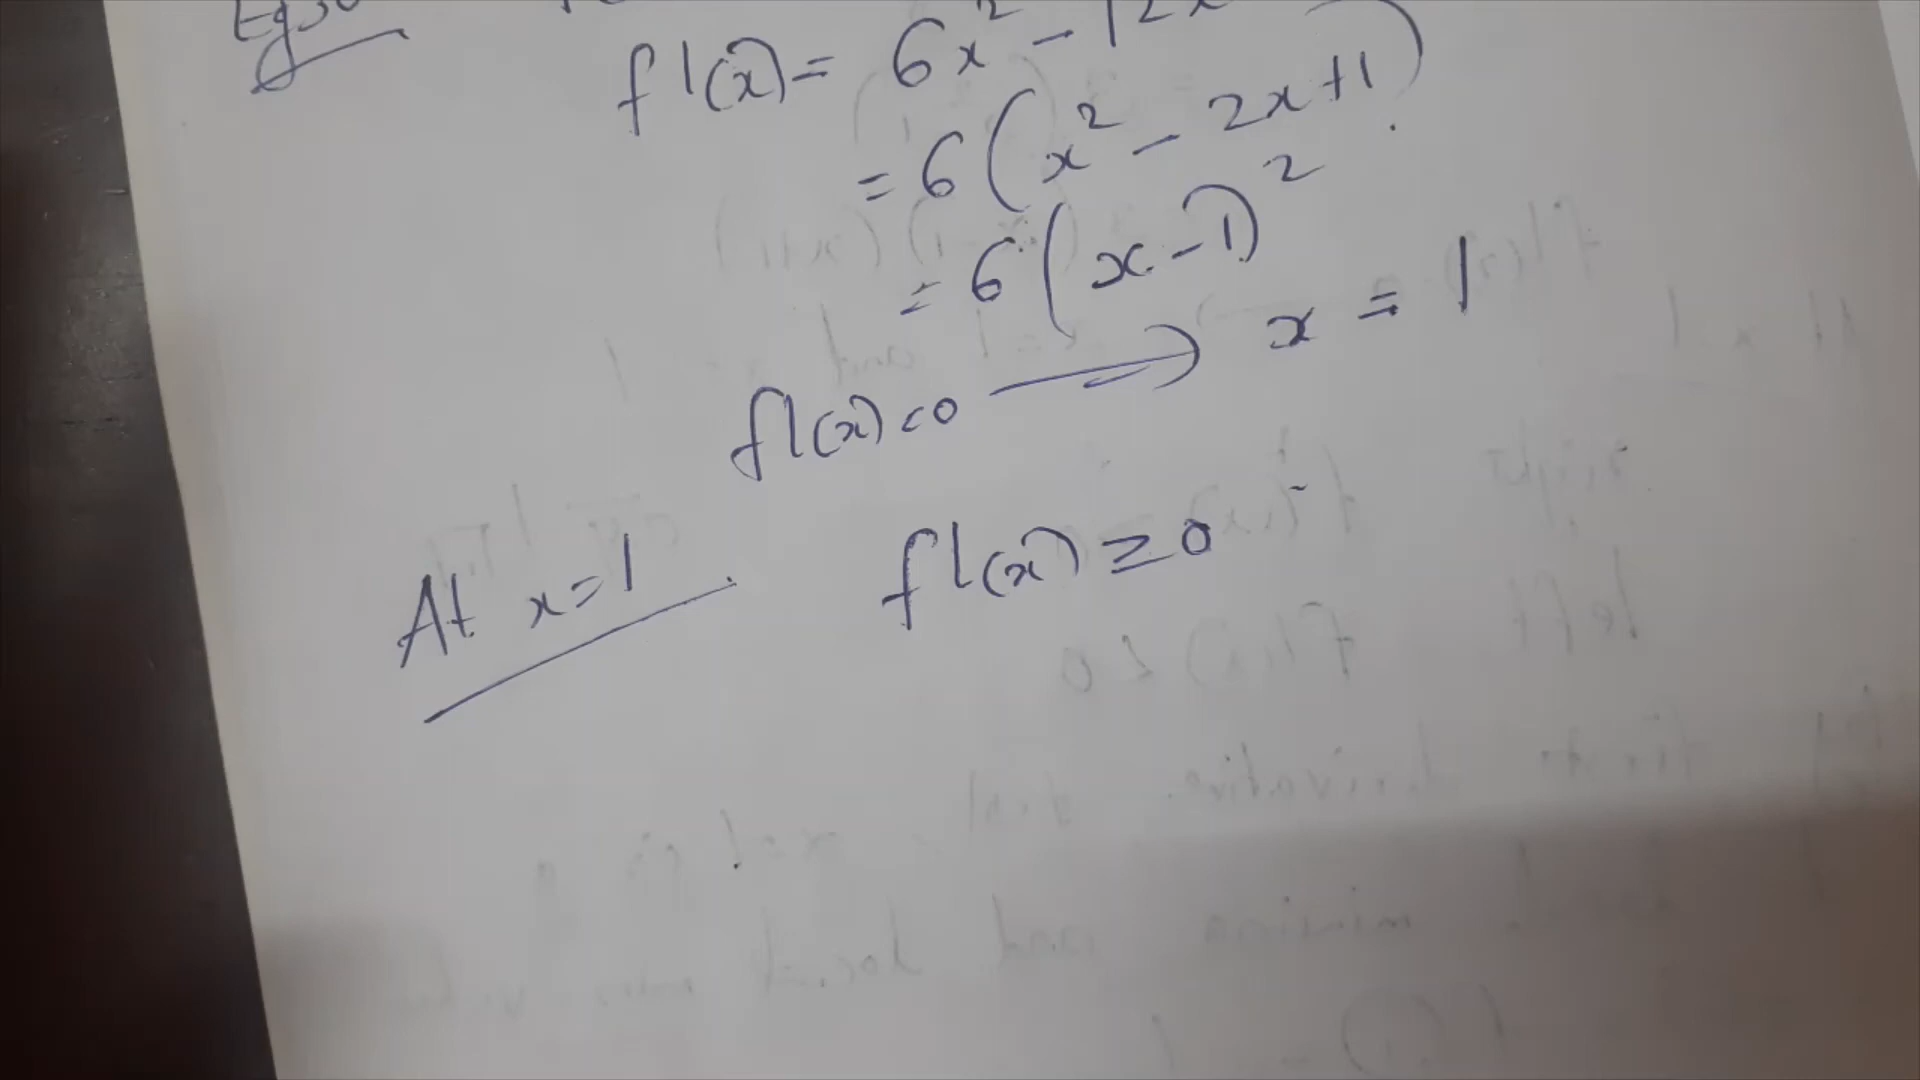 f'(x) = 6x² - 12x
= 6(x² - 2x+1)
= 6(x-1)²
f'(x)<0 ⟹ x = 1
At x=1 f'(x) ≥ 0